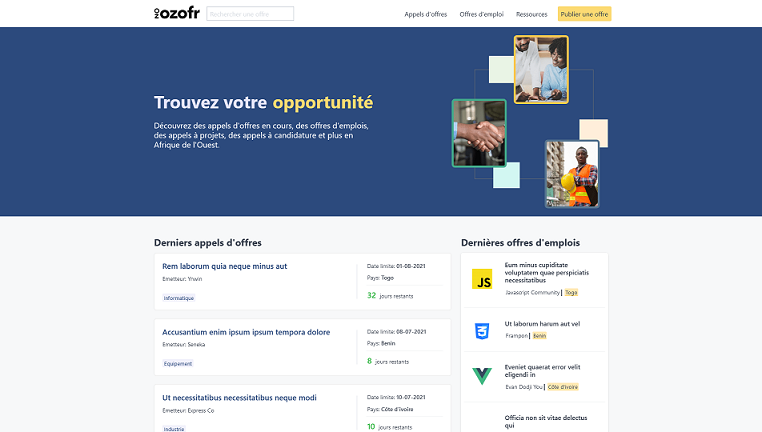 NO ozofr
Rechercher une offre
Appels d'offres
Offres d'emploi
Ressources
Publier une offre
Trouvez votre opportunité
Découvrez des appels d'offres en cours, des offres d'emplois,
des appels à projets, des appels à candidature et plus en
Afrique de l'Ouest.
Derniers appels d'offres
Rem laborum quia neque minus aut
Emetteur: Ynwin
Informatique
Date limite: 01-08-2021
Pays: Togo
32 jours restants
Accusantium enim ipsum ipsum tempora dolore
Emetteur: Seneka
Equipement
Date limite: 08-07-2021
Pays: Benin
8 jours restants
Ut necessitatibus necessitatibus neque modi
Emetteur: Express Co
Industrie
Date limite: 10-07-2021
Pays: Côte d'Ivoire
10 jours restants
Dernières offres d'emplois
JS
Eum minus cupiditate
voluptatem quae perspiciatis
necessitatibus
Javascript Community | Togo
3
Ut laborum harum aut vel
Frampon | Benin
Eveniet quaerat error velit
eligendi in
Evan Dodji You | Côte d'Ivoire
Officia non sit vitae delectus
qui